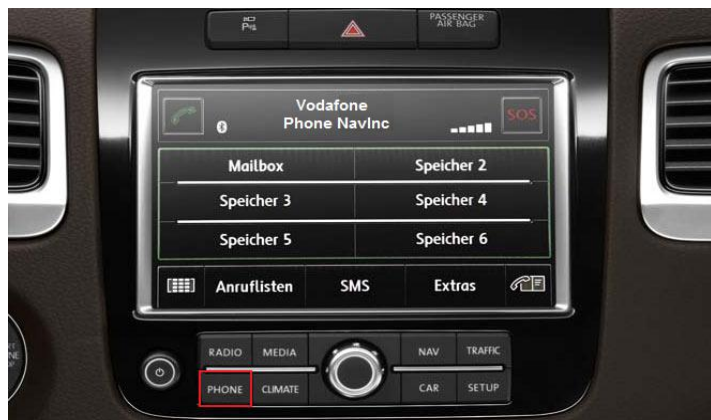 PASSENGER
AIR BAG
Vodafone
Phone NavInc
SOS
Mailbox
Speicher 2
Speicher 3
Speicher 4
Speicher 5
Speicher 6
Anruflisten
SMS
Extras
RADIO
MEDIA
NAV
TRAFFIC
PHONE
CLIMATE
CAR
SETUP